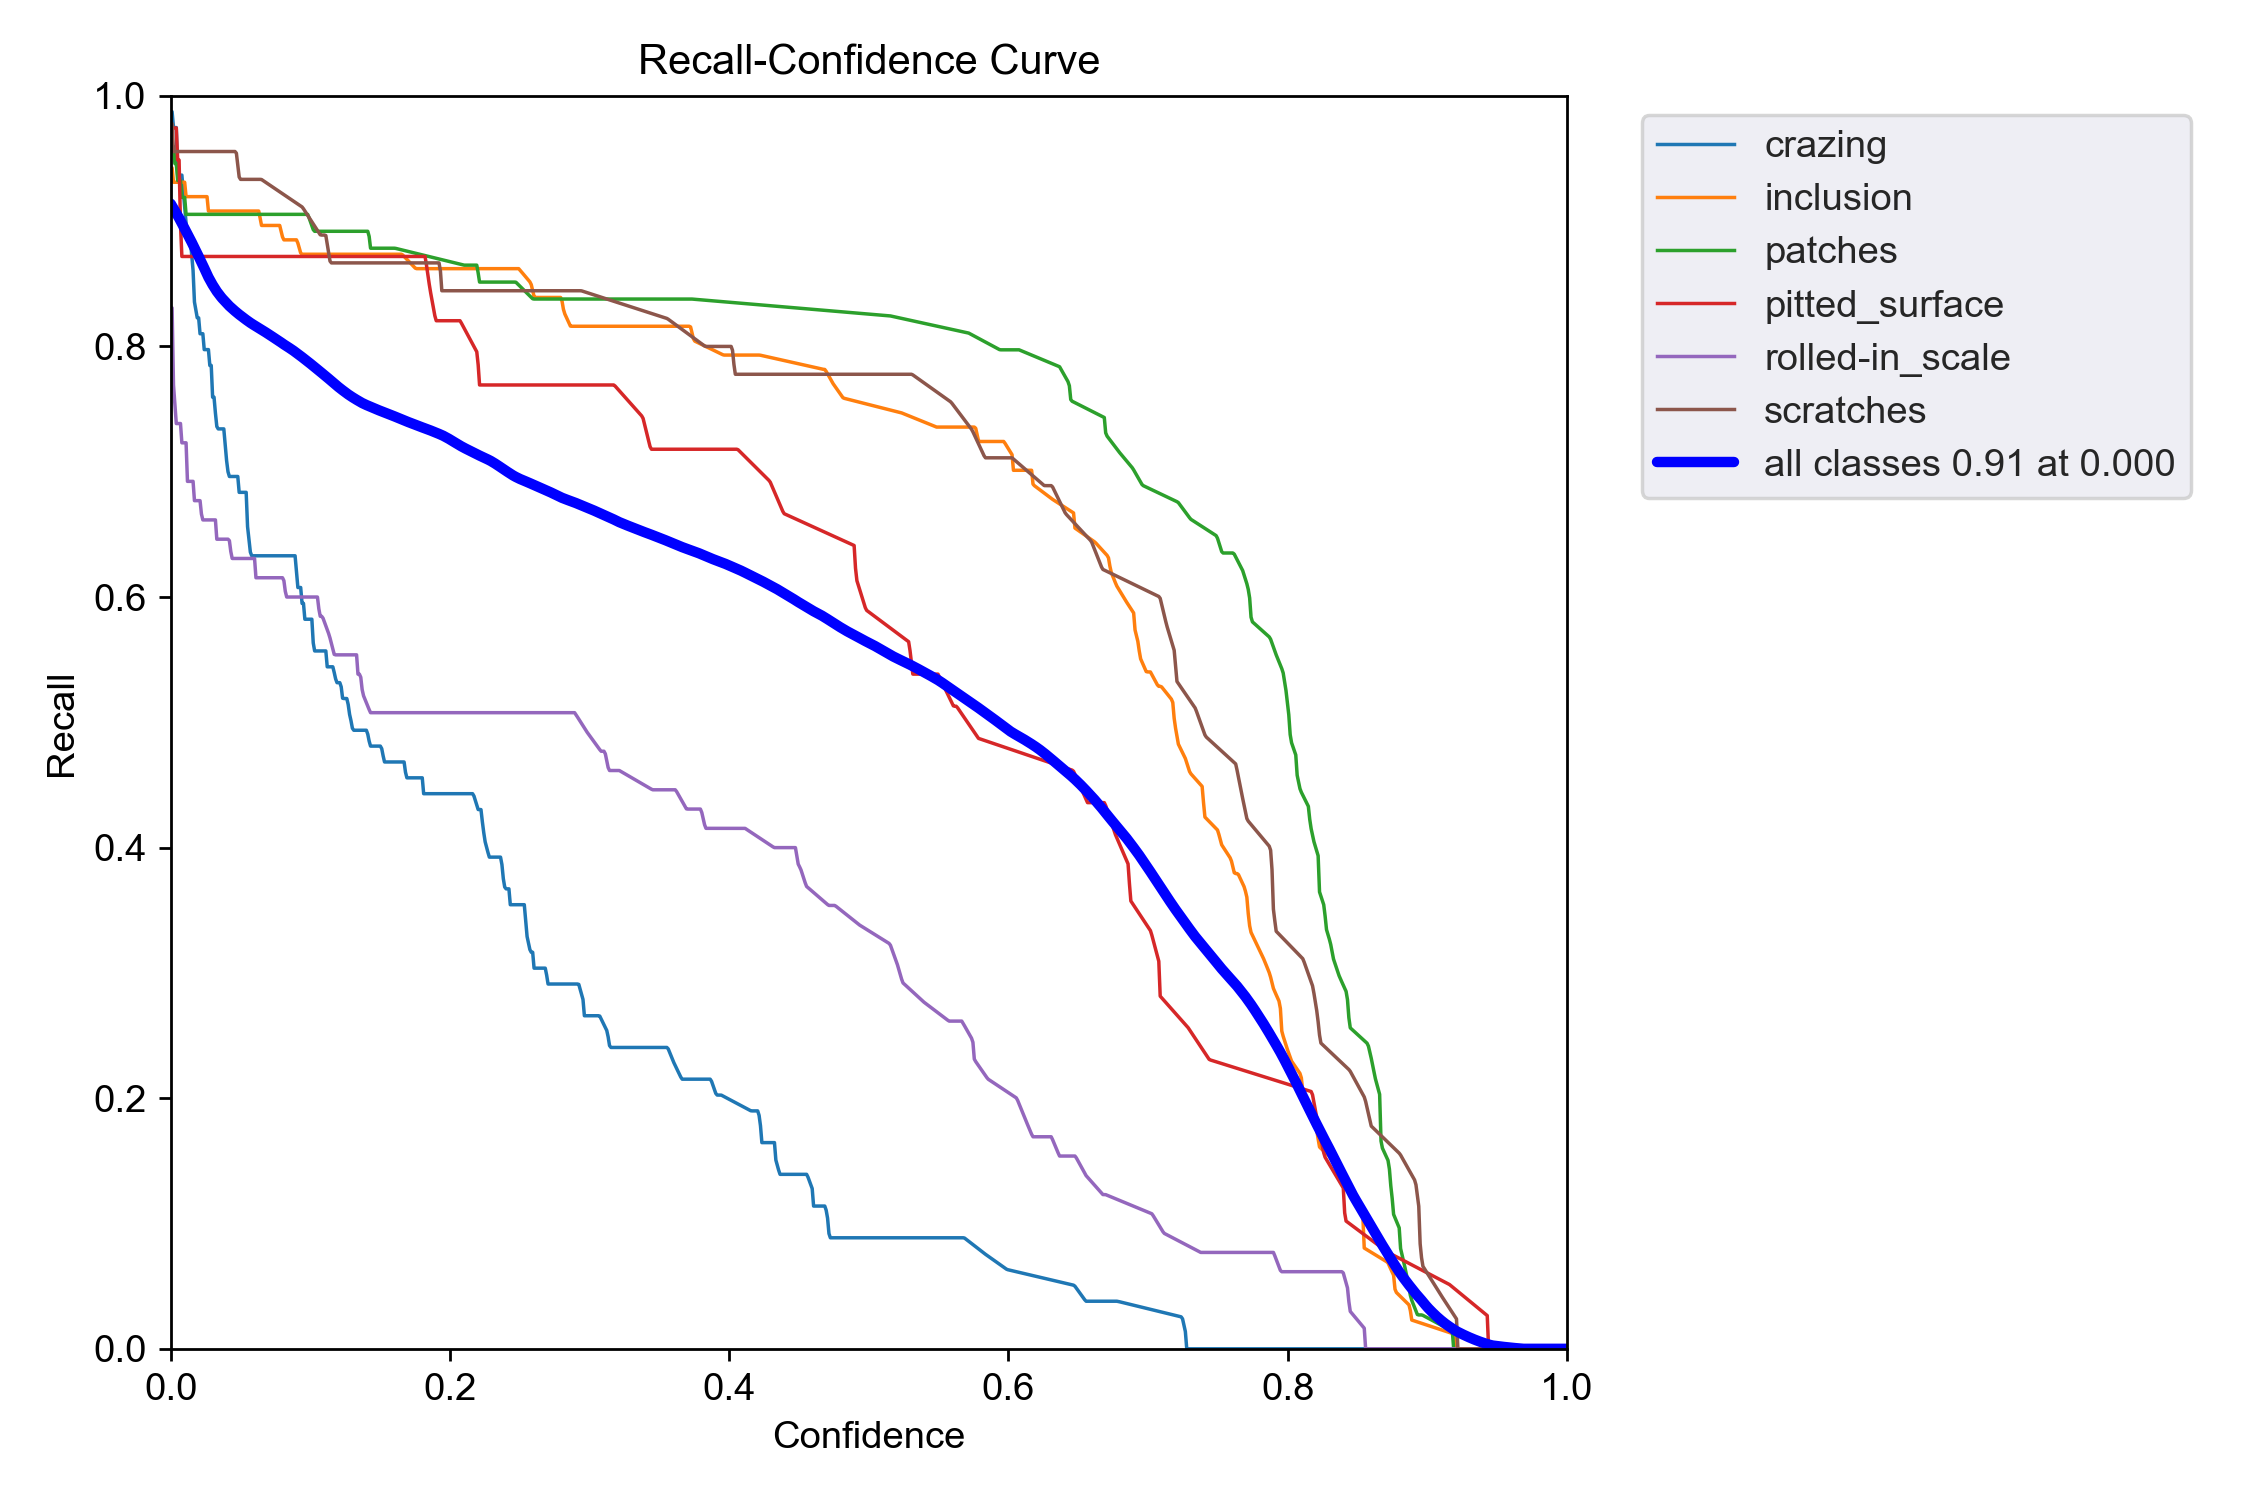 Recall-Confidence Curve
1.0
0.8
0.6
0.4
0.2
0.0
Recall
0.0 0.2 0.4 0.6 0.8 1.0
Confidence
crazing
inclusion
patches
pitted_surface
rolled-in_scale
scratches
all classes 0.91 at 0.000